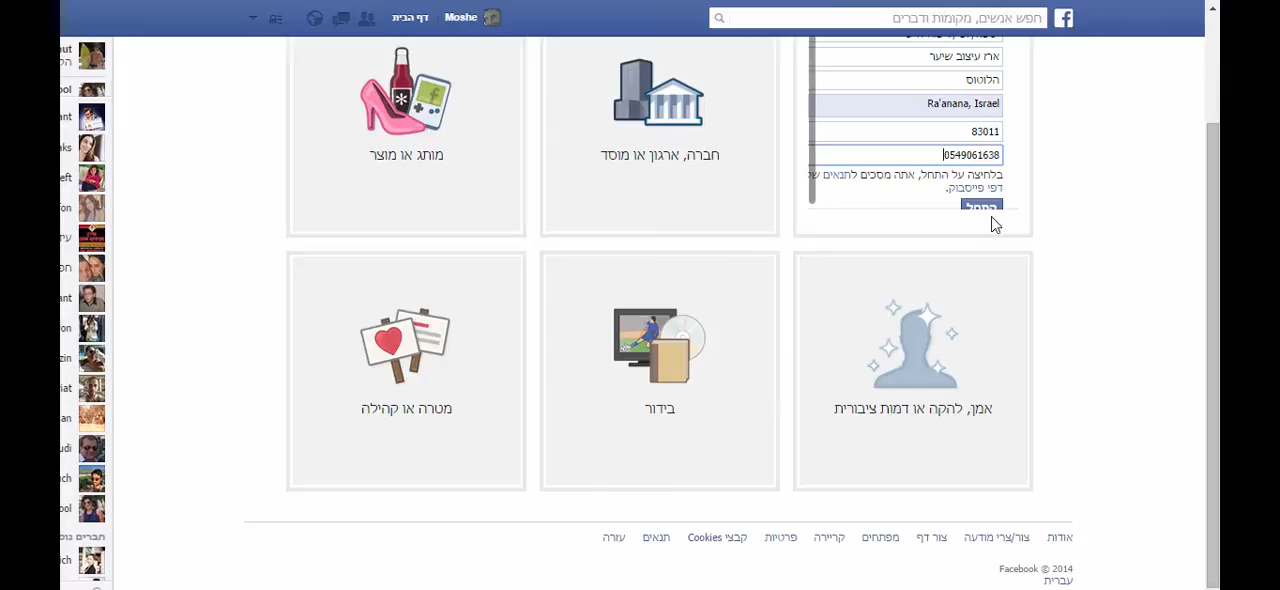 חפש אנשים, מקומות ודברים
Moshe
דף הבית
ארז עיצוב שיער
הלוטוס
Ra'anana, Israel
83011
0549061638
בלחיצה על התחל, אתה מסכים לתנאים של
דפי פייסבוק.
התחל
חברה, ארגון או מוסד
מותג או מוצר
אמן, להקה או דמות ציבורית
בידור
מטרה או קהילה
אודות
צור/צרי מודעה
צור דף
מפתחים
קריירה
פרטיות
קבצי Cookies
תנאים
עזרה
Facebook © 2014
עברית